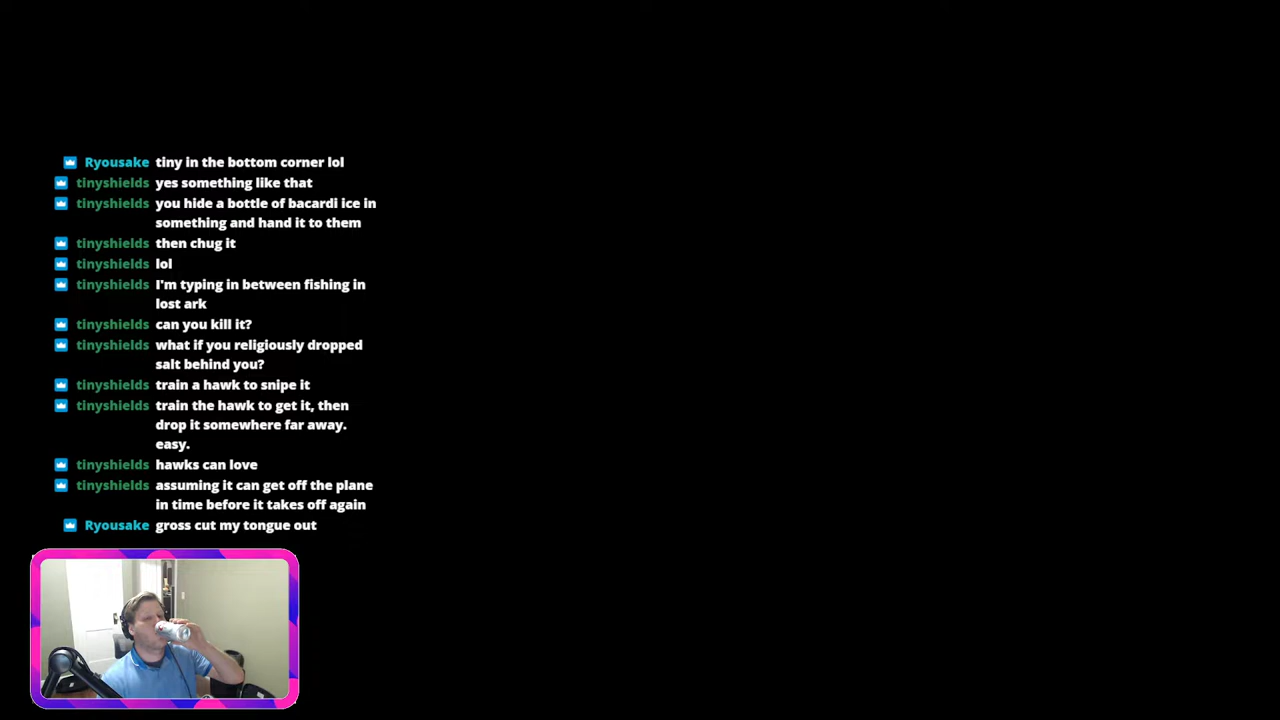 Ryousake tiny in the bottom corner lol
tinyshields yes something like that
tinyshields you hide a bottle of bacardi ice in
something and hand it to them
tinyshields then chug it
tinyshields lol
tinyshields I'm typing in between fishing in
lost ark
tinyshields can you kill it?
tinyshields what if you religiously dropped
salt behind you?
tinyshields train a hawk to snipe it
tinyshields train the hawk to get it, then
drop it somewhere far away.
easy.
tinyshields hawks can love
tinyshields assuming it can get off the plane
in time before it takes off again
Ryousake gross cut my tongue out